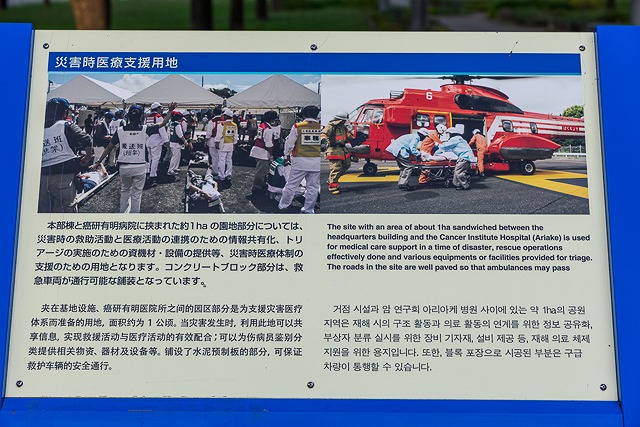 災害時医療支援用地
本部棟と癌研有明病院に挟まれた約1haの園地部分については、
災害時の救助活動と医療活動の連携のための情報共有化、トリ
アージの実施のための資機材・設備の提供等、災害時医療体制の
支援のための用地となります。コンクリートブロック部分は、救
急車両が通行可能な舗装となっています。
The site with an area of about 1ha sandwiched between the
headquarters building and the Cancer Institute Hospital (Ariake) is used
for medical care support in a time of disaster, rescue operations
effectively done and various equipments or facilities provided for triage.
The roads in the site are well paved so that ambulances may pass
夹在基地设施、癌研有明医院所之间的园区部分是为支援灾害医疗
体系而准备的用地，面积约为 1 公顷。当灾害发生时，利用此地可以共
享信息，实现救援活动与医疗活动的有效配合；可以为伤病员鉴别分
类提供相关物资、器材及设备等。铺设了水泥预制板的部分，可保证
救护车辆的安全通行。
거점 시설과 암 연구회 아리아케 병원 사이에 있는 약 1ha의 공원
지역은 재해 시의 구조 활동과 의료 활동의 연계를 위한 정보 공유화,
부상자 분류 실시를 위한 장비 기자재, 설비 제공 등, 재해 의료 체제
지원을 위한 용지입니다. 또한, 블록 포장으로 시공된 부분은 구급
차량이 통행할 수 있습니다.